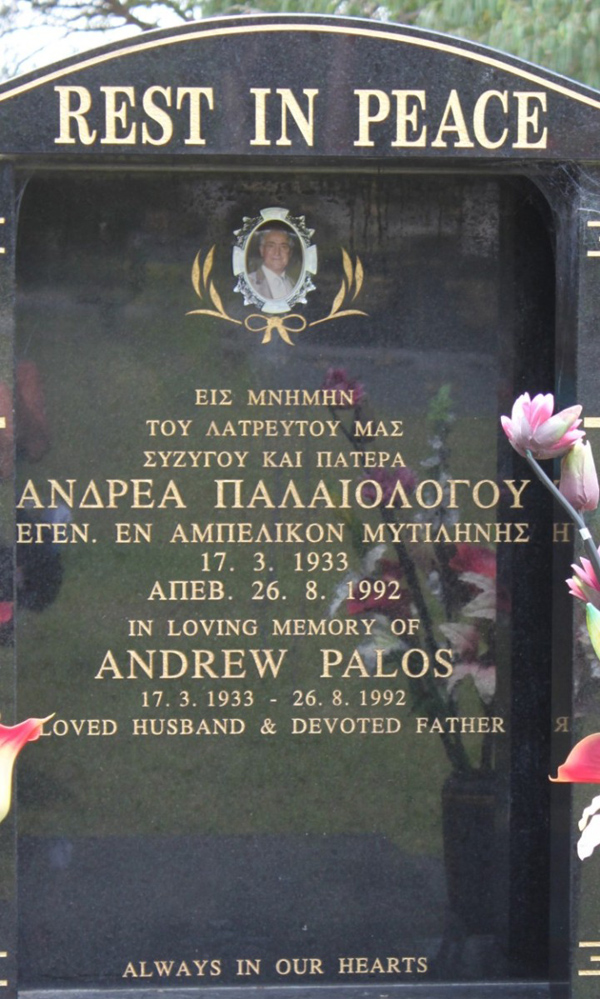 REST IN PEACE
ΕΙΣ ΜΝΗΜΗΝ
ΤΟΥ ΛΑΤΡΕΥΤΟΥ ΜΑΣ
ΣΥΖΥΓΟΥ ΚΑΙ ΠΑΤΕΡΑ
ΑΝΔΡΕΑ ΠΑΛΑΙΟΛΟΓΟΥ
ΕΓΕΝ. ΕΝ ΑΜΠΕΛΙΚΟΝ ΜΥΤΙΛΗΝΗΣ
17. 3. 1933
ΑΠΕΒ. 26. 8. 1992
IN LOVING MEMORY OF
ANDREW PALOS
17. 3. 1933 - 26. 8. 1992
LOVED HUSBAND & DEVOTED FATHER
ALWAYS IN OUR HEARTS